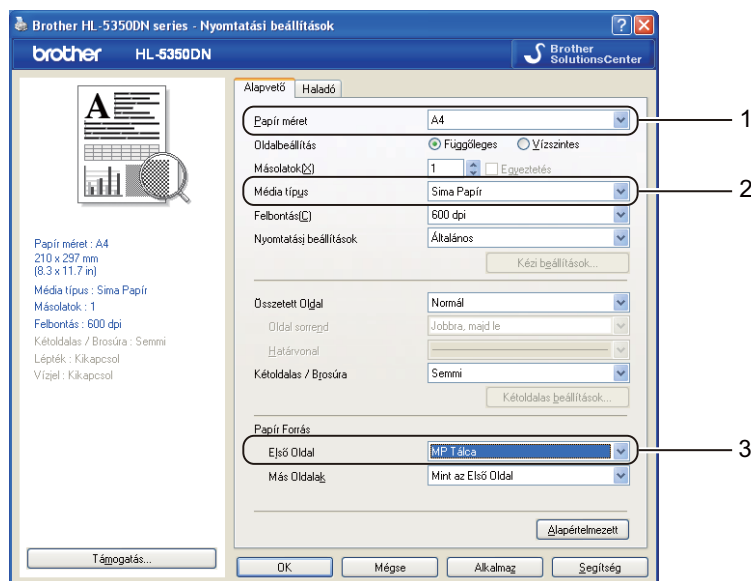 Brother HL-5350DN series - Nyomtatási beállítások
brother HL-5350DN
Brother
SolutionsCenter
Alapvető Haladó
Papír méret A4 1
Oldalbeállítás Függőleges Vízszintes
Másolatok(X) 1 Egyeztetés
Média típus Sima Papír 2
Felbontás(C) 600 dpi
Nyomtatási beállítások Általános
Kézi beállítások...
Összetett Oldal Normál
Oldal sorrend Jobbra, majd le
Határvonal
Kétoldalas / Brosúra Semmi
Kétoldalas beállítások...
Papír Forrás
Első Oldal MP Tálca 3
Más Oldalak Mint az Első Oldal
Alapértelmezett
A
Papír méret : A4
210 x 297 mm
(8.3 x 11.7 in)
Média típus : Sima Papír
Másolatok : 1
Felbontás : 600 dpi
Kétoldalas / Brosúra : Semmi
Lépték : Kikapcsol
Vízjel : Kikapcsol
Támogatás...
OK Mégse Alkalmaz Segítség